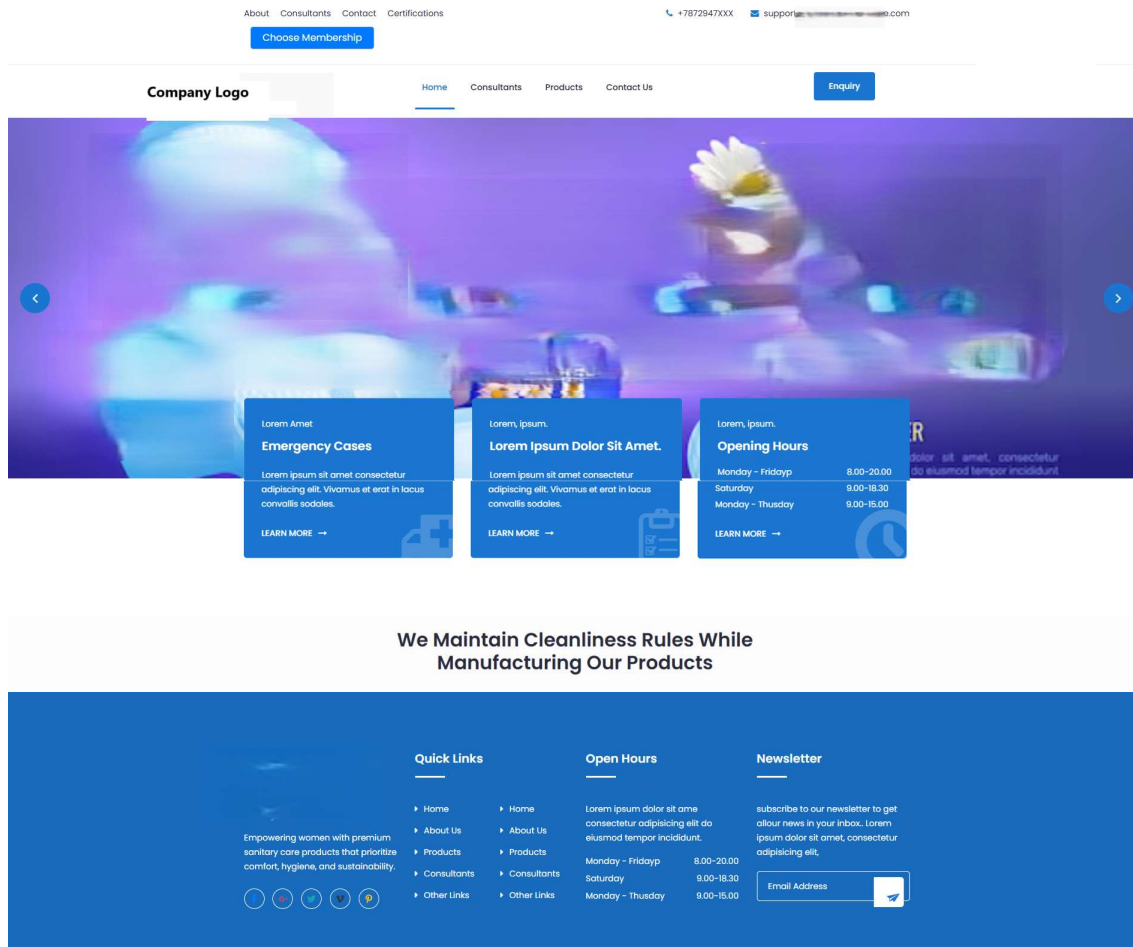 About Consultants Contact Certifications
+7872947XXX
Choose Membership
Company Logo
Home Consultants Products Contact Us
Enquiry
Lorem Amet
Emergency Cases
Lorem ipsum sit amet consectetur
adipiscing elit. Vivamus et erat in lacus
convallis sodales.
LEARN MORE →
Lorem, ipsum.
Lorem Ipsum Dolor Sit Amet.
Lorem ipsum sit amet consectetur
adipiscing elit. Vivamus et erat in lacus
convallis sodales.
LEARN MORE →
Lorem, ipsum.
Opening Hours
Monday - Fridayp 8.00-20.00
Saturday 9.00-18.30
Monday - Thusday 9.00-15.00
LEARN MORE →
dolor sit amet, consectetur
do eiusmod tempor incididunt
We Maintain Cleanliness Rules While
Manufacturing Our Products
Empowering women with premium
sanitary care products that prioritize
comfort, hygiene, and sustainability.
Quick Links
Home
About Us
Products
Consultants
Other Links
Home
About Us
Products
Consultants
Other Links
Open Hours
Lorem ipsum dolor sit ame
consectetur adipisicing elit do
eiusmod tempor incididunt.
Monday - Fridayp 8.00-20.00
Saturday 9.00-18.30
Monday - Thusday 9.00-15.00
Newsletter
subscribe to our newsletter to get
allour news in your inbox.. Lorem
ipsum dolor sit amet, consectetur
adipisicing elit,
Email Address